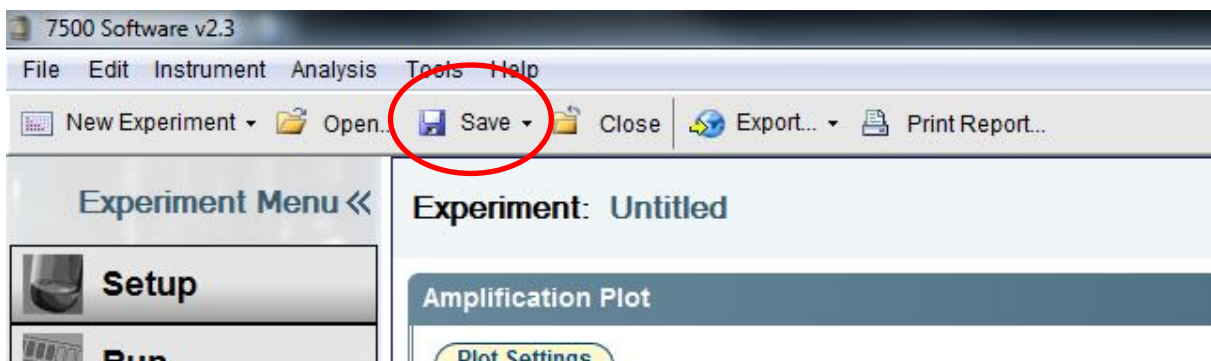 7500 Software v2.3
File Edit Instrument Analysis Tools Help
New Experiment Open... Save Close Export... Print Report...
Experiment Menu «
Experiment: Untitled
Setup
Amplification Plot
Run
Plot Settings